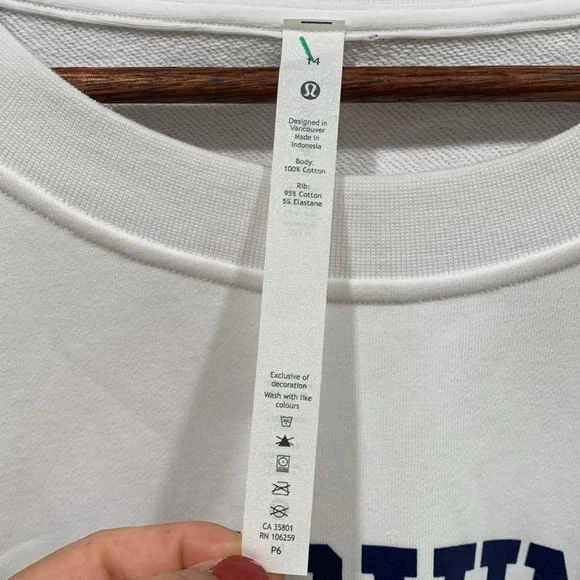 14
Designed in
Vancouver
Made in
Indonesia
Body:
100% Cotton
Rib:
95% Cotton
5% Elastane
Exclusive of
decoration
Wash with like
colours
CA 35801
RN 106259
P6